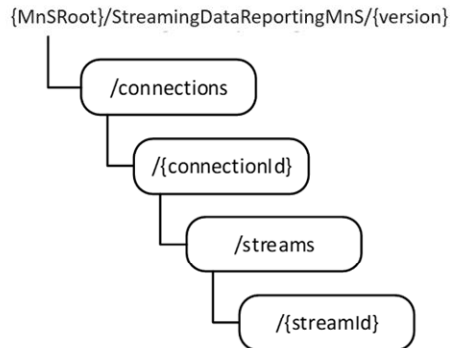 {MnSRoot}/StreamingDataReportingMnS/{version}
/connections
/{connectionId}
/streams
/{streamId}